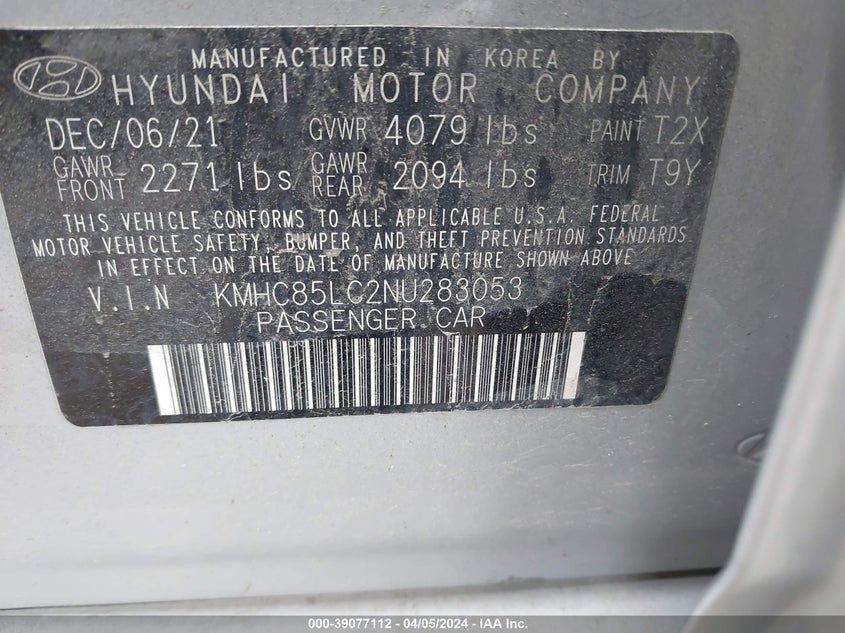 MANUFACTURED IN KOREA BY
HYUNDAI MOTOR COMPANY
DEC/06/21 GVWR 4079 lbs PAINT T2X
GAWR FRONT 2271 lbs GAWR REAR 2094 lbs TRIM T9Y
THIS VEHICLE CONFORMS TO ALL APPLICABLE U.S.A. FEDERAL
MOTOR VEHICLE SAFETY, BUMPER, AND THEFT PREVENTION STANDARDS
IN EFFECT ON THE DATE OF MANUFACTURE SHOWN ABOVE
V.I.N KMHC85LC2NU283053
PASSENGER CAR
000-39077112 - 04/05/2024 - IAA Inc.